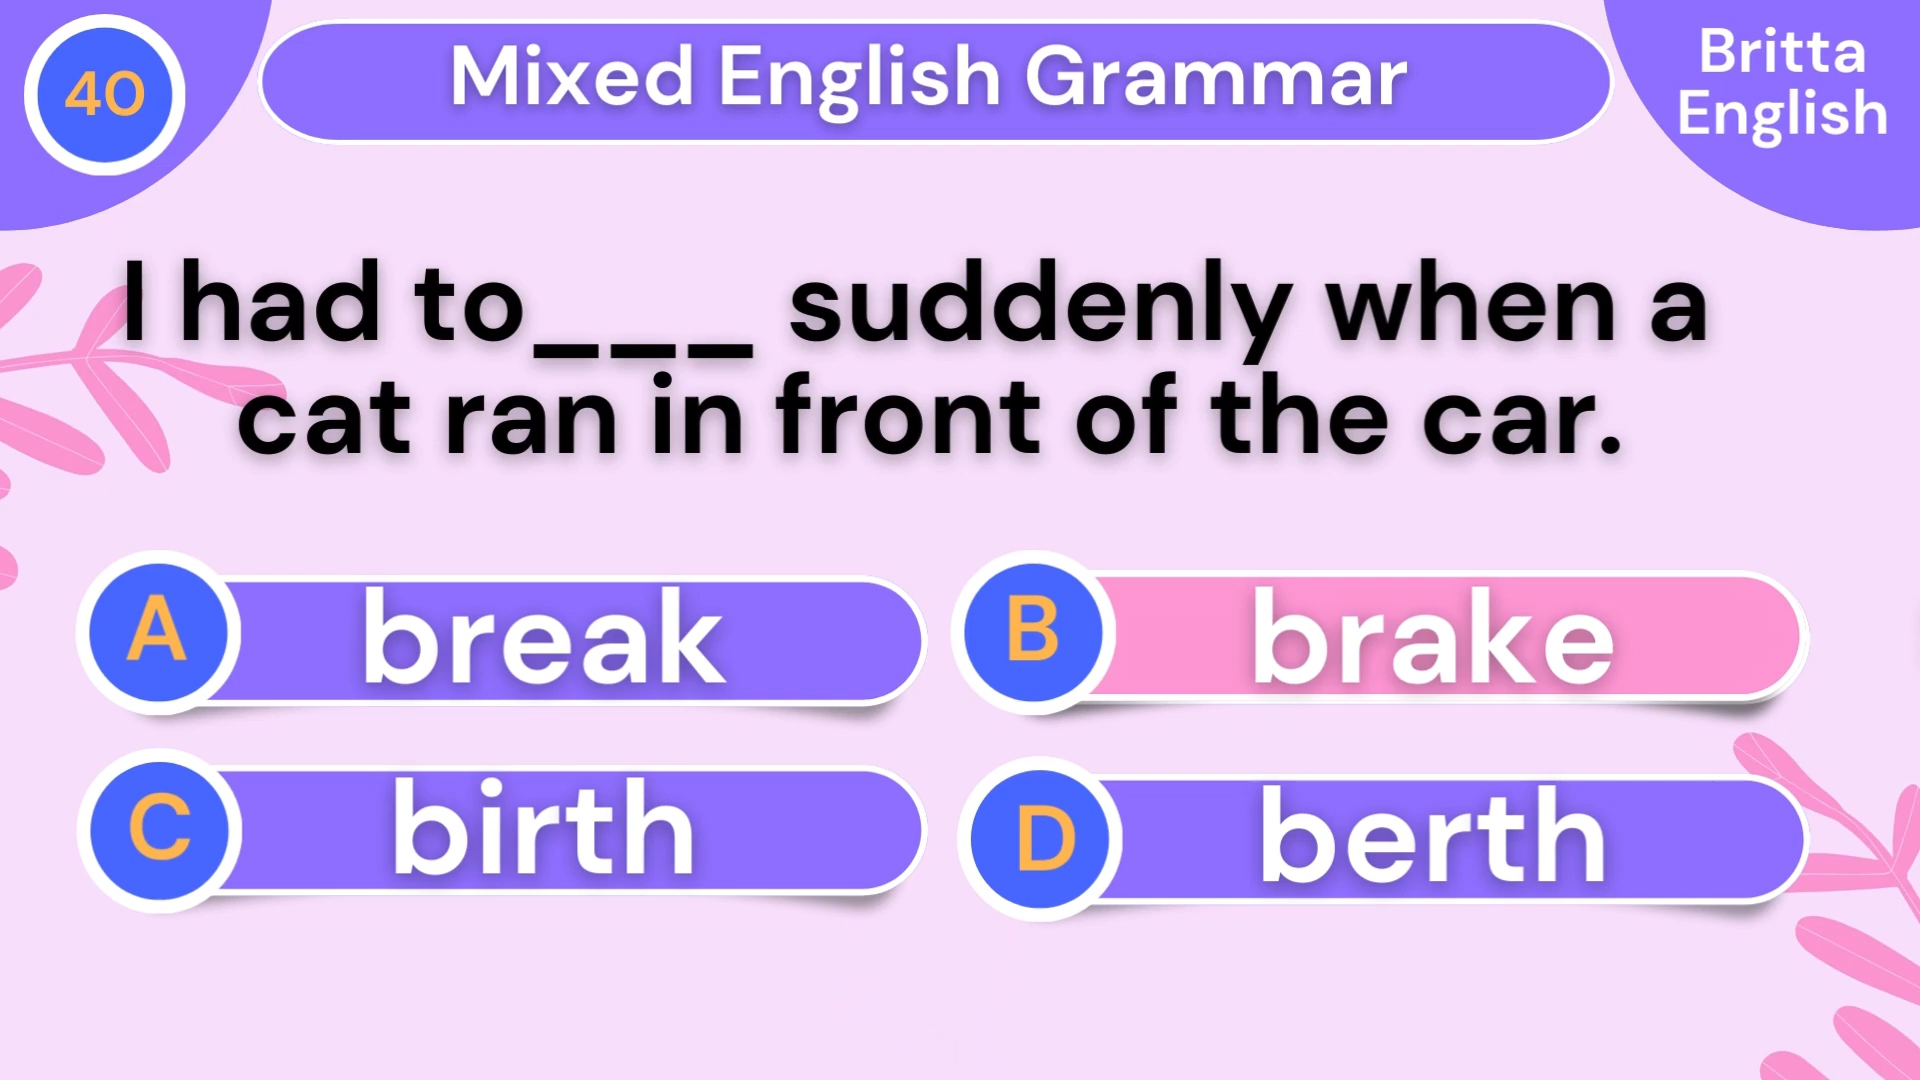 40
Mixed English Grammar
Britta
English
I had to___ suddenly when a
cat ran in front of the car.
A break
B brake
C birth
D berth